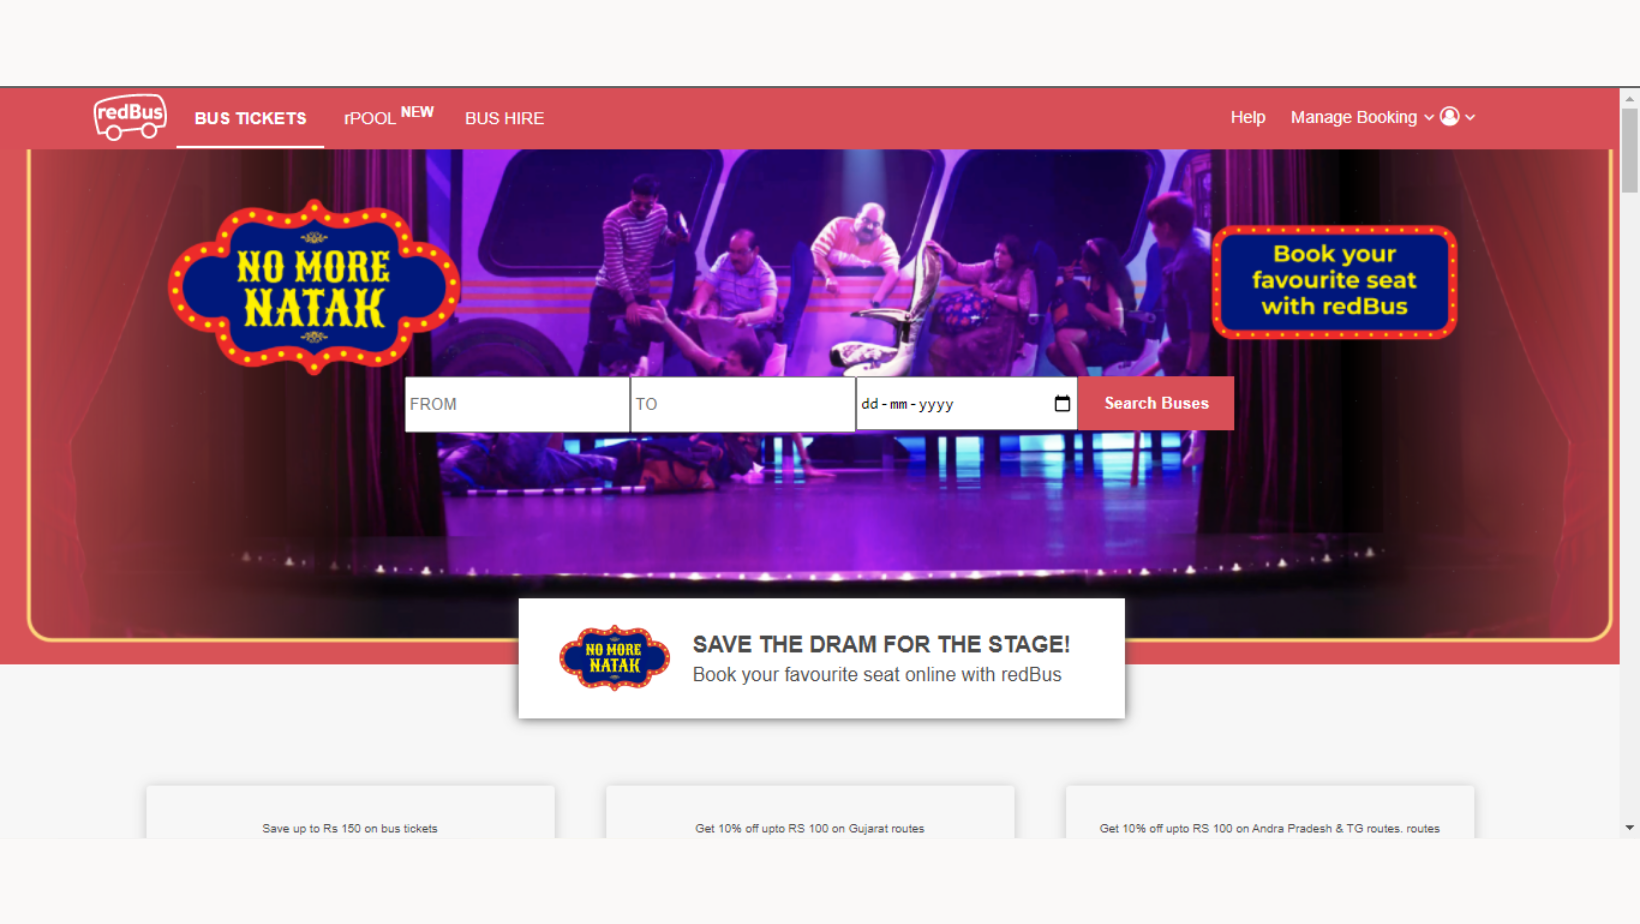 redBus
BUS TICKETS
rPOOL NEW
BUS HIRE
Help
Manage Booking
NO MORE
NATAK
Book your
favourite seat
with redBus
FROM
TO
dd-mm-yyyy
Search Buses
NO MORE
NATAK
SAVE THE DRAM FOR THE STAGE!
Book your favourite seat online with redBus
Save up to Rs 150 on bus tickets
Get 10% off upto RS 100 on Gujarat routes
Get 10% off upto RS 100 on Andra Pradesh & TG routes. routes